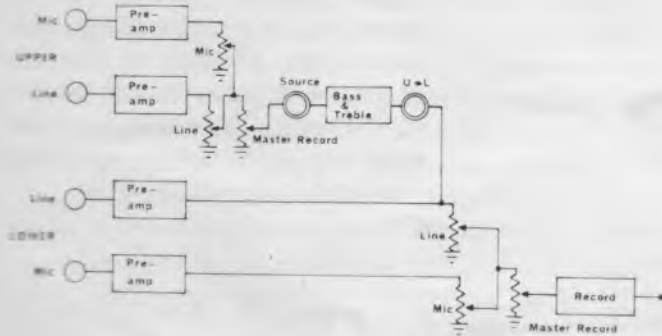 Mic
Pre-
amp
Mic
UPPER
Line
Pre-
amp
Line
Master Record
Source
Bass
&
Treble
U→L
Line
Pre-
amp
Line
LOWER
Mic
Pre-
amp
Mic
Record
Master Record